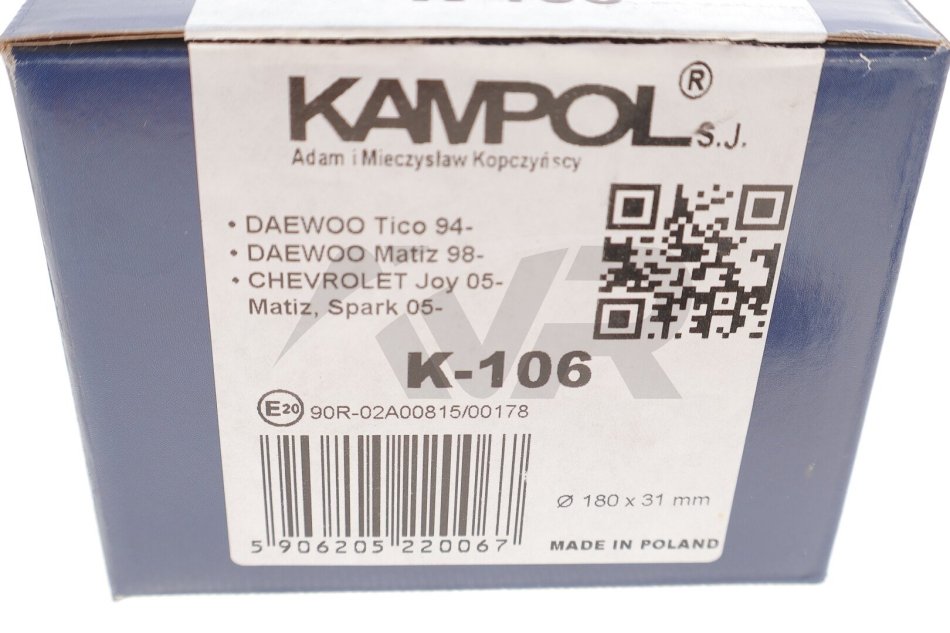 KAMPOL® S.J.
Adam i Mieczysław Kopczyńscy
• DAEWOO Tico 94-
• DAEWOO Matiz 98-
• CHEVROLET Joy 05-
Matiz, Spark 05-
K-106
E20 90R-02A00815/00178
5 906205 220067
Ø 180 x 31 mm
MADE IN POLAND